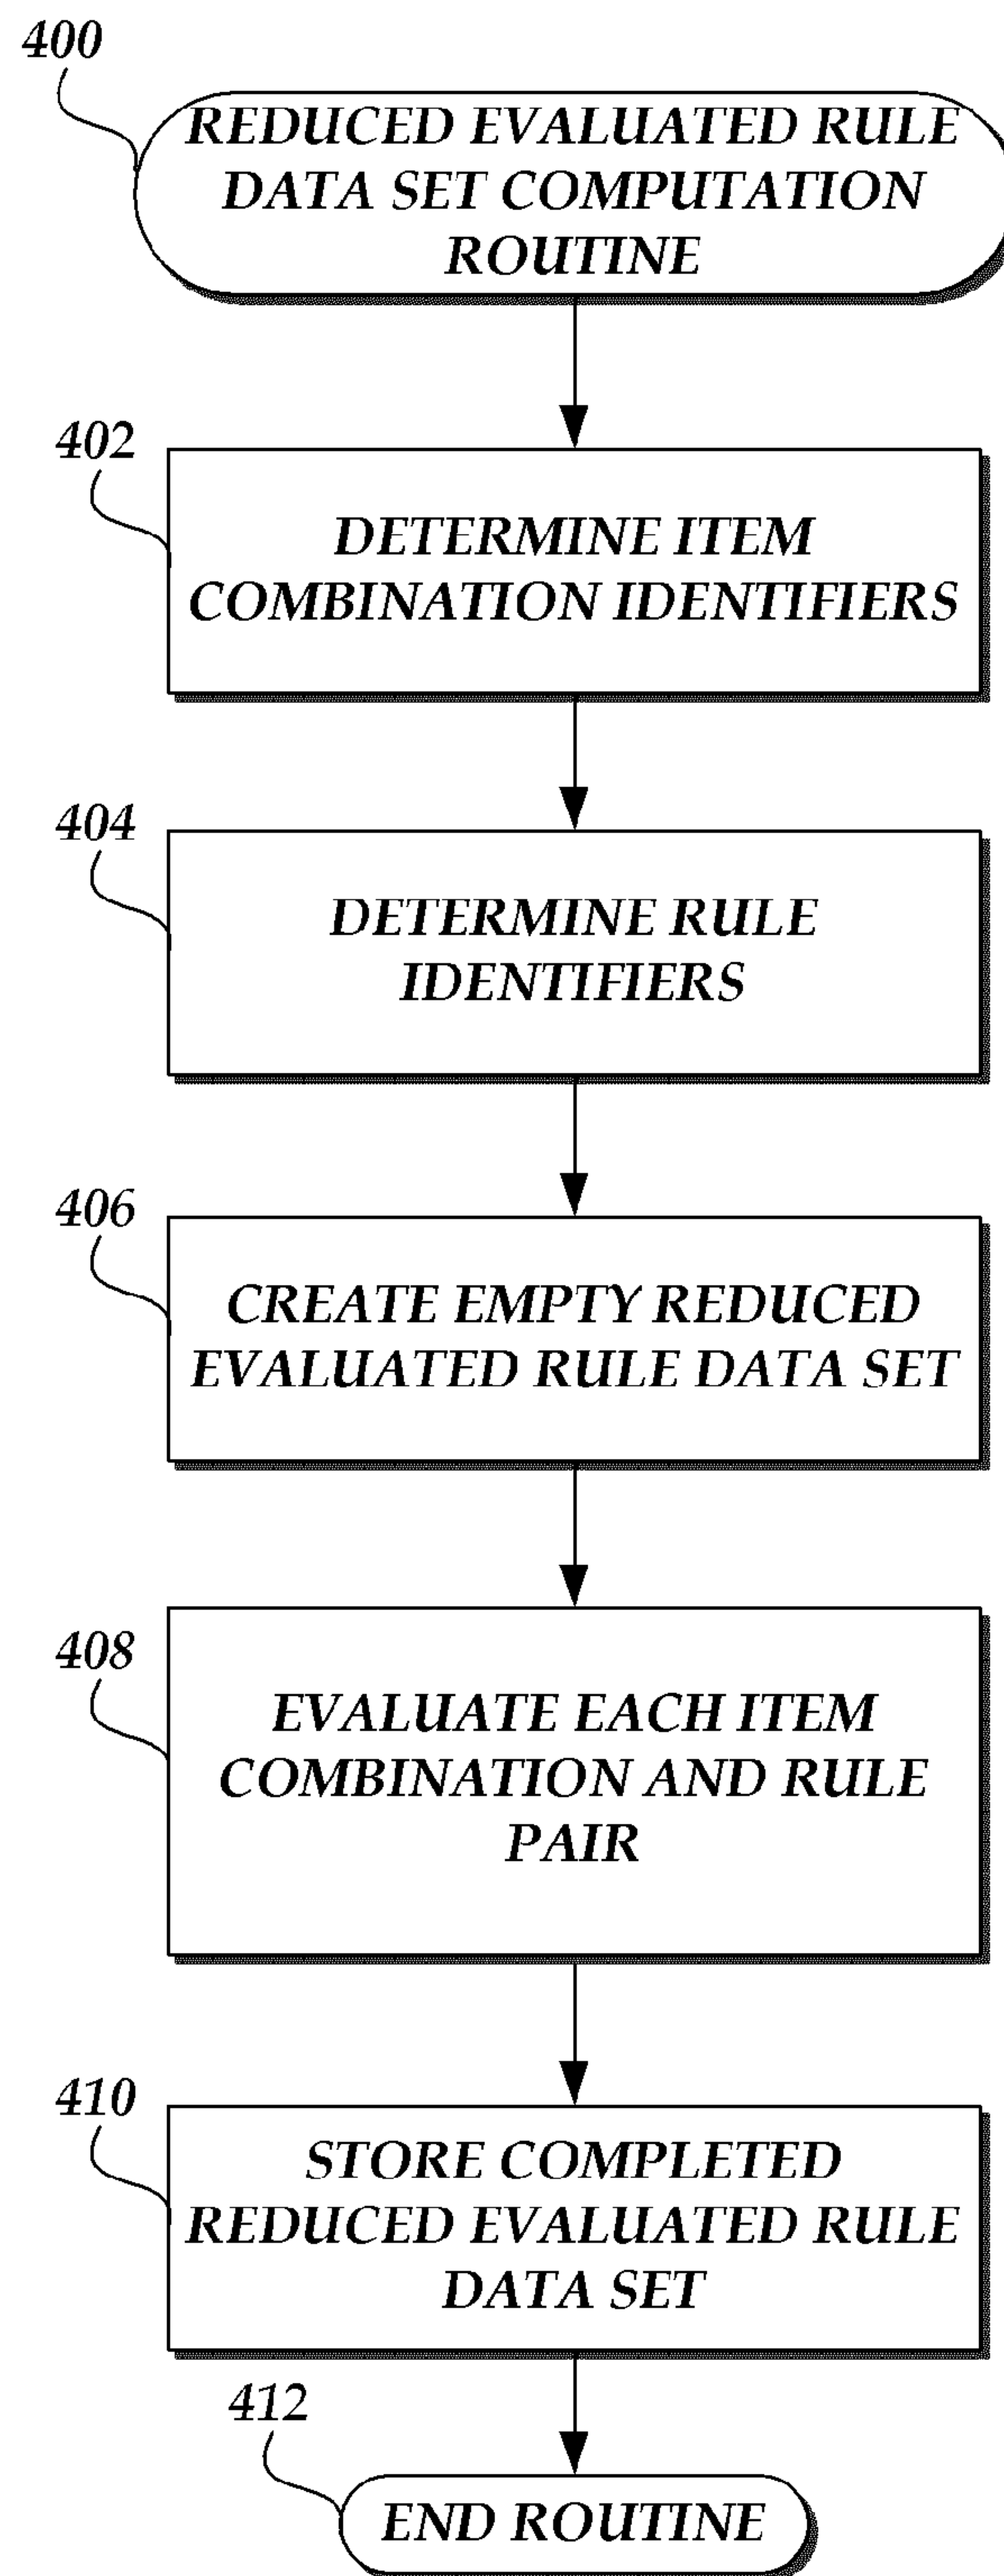 400
REDUCED EVALUATED RULE
DATA SET COMPUTATION
ROUTINE
402
DETERMINE ITEM
COMBINATION IDENTIFIERS
404
DETERMINE RULE
IDENTIFIERS
406
CREATE EMPTY REDUCED
EVALUATED RULE DATA SET
408
EVALUATE EACH ITEM
COMBINATION AND RULE
PAIR
410
STORE COMPLETED
REDUCED EVALUATED RULE
DATA SET
412
END ROUTINE